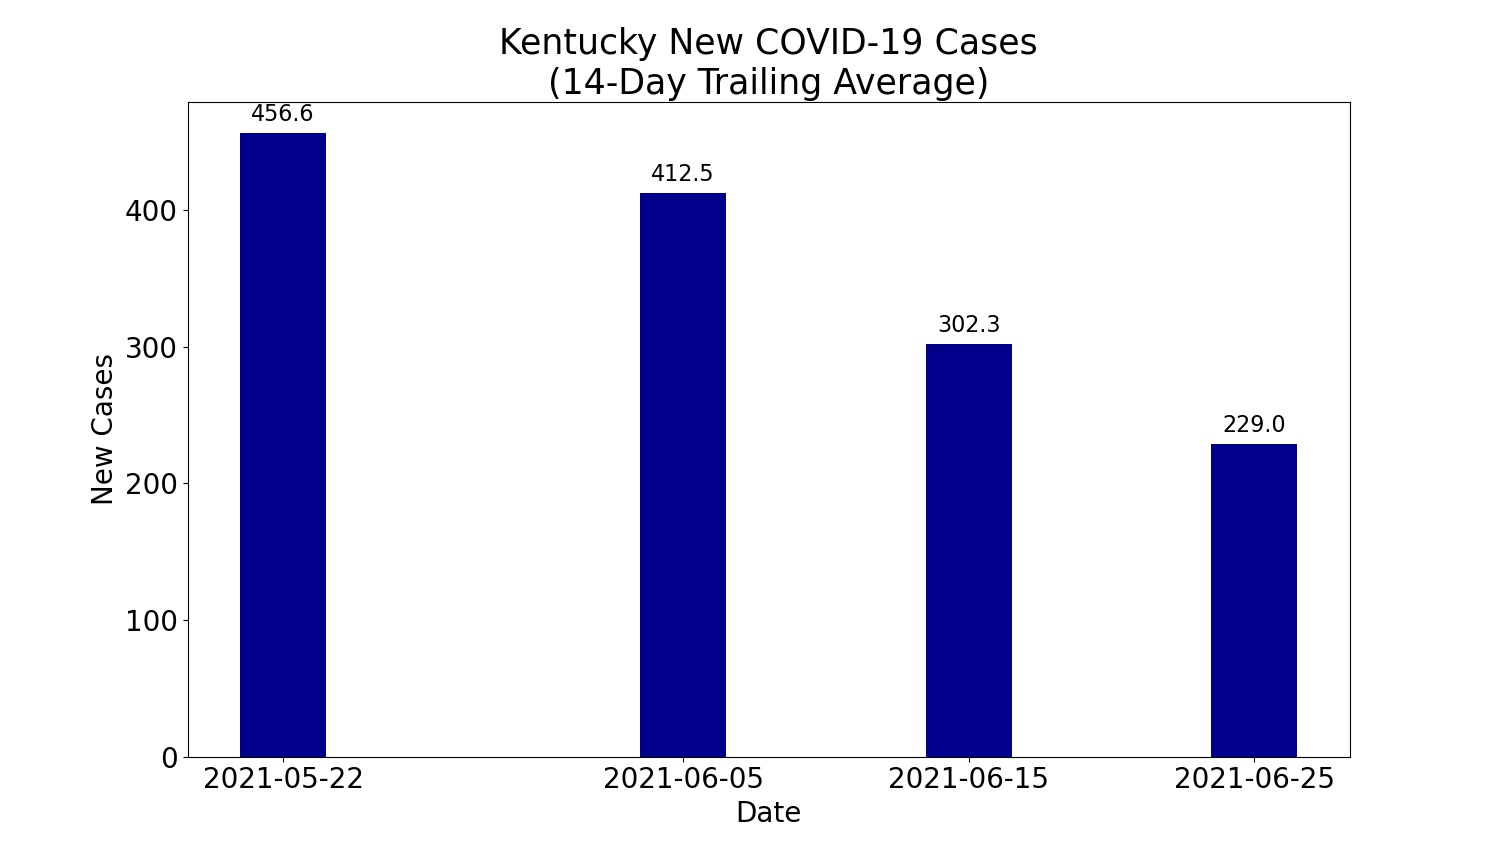 Kentucky New COVID-19 Cases
(14-Day Trailing Average)
456.6
412.5
302.3
229.0
400
300
200
100
0
New Cases
2021-05-22 2021-06-05 2021-06-15 2021-06-25
Date